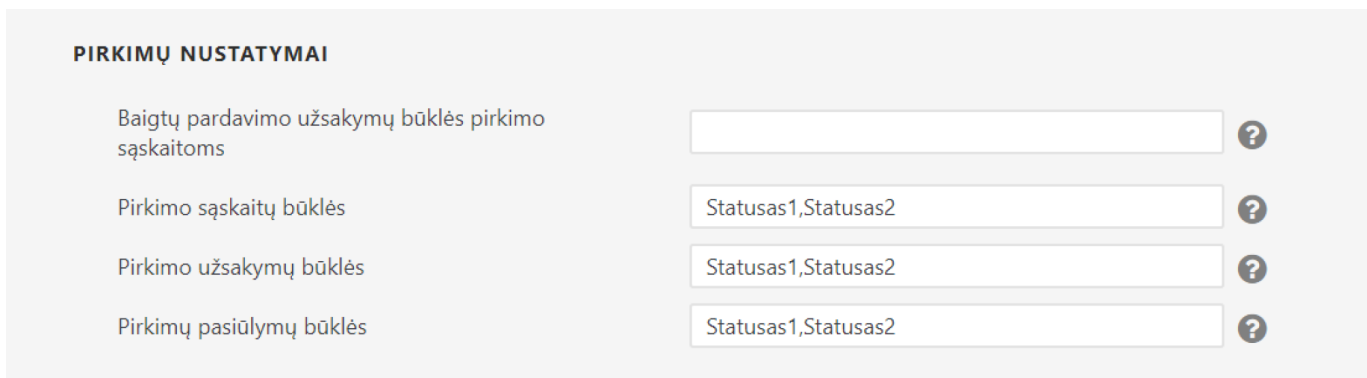 PIRKIMŲ NUSTATYMAI
Baigtų pardavimo užsakymų būklės pirkimo
sąskaitoms
?
Pirkimo sąskaitų būklės
Statusas1,Statusas2
?
Pirkimo užsakymų būklės
Statusas1,Statusas2
?
Pirkimų pasiūlymų būklės
Statusas1,Statusas2
?